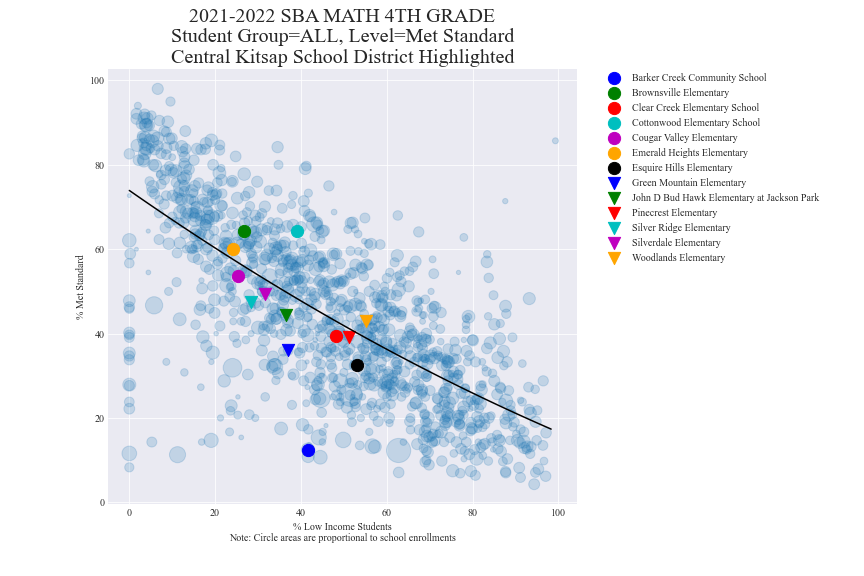 2021-2022 SBA MATH 4TH GRADE
Student Group=ALL, Level=Met Standard
Central Kitsap School District Highlighted
100
80
60
40
20
0
% Met Standard
0 20 40 60 80 100
% Low Income Students
Note: Circle areas are proportional to school enrollments
Barker Creek Community School
Brownsville Elementary
Clear Creek Elementary School
Cottonwood Elementary School
Cougar Valley Elementary
Emerald Heights Elementary
Esquire Hills Elementary
Green Mountain Elementary
John D Bud Hawk Elementary at Jackson Park
Pinecrest Elementary
Silver Ridge Elementary
Silverdale Elementary
Woodlands Elementary